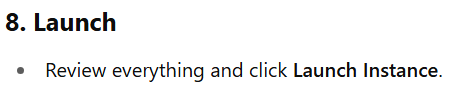 8. Launch
• Review everything and click Launch Instance.